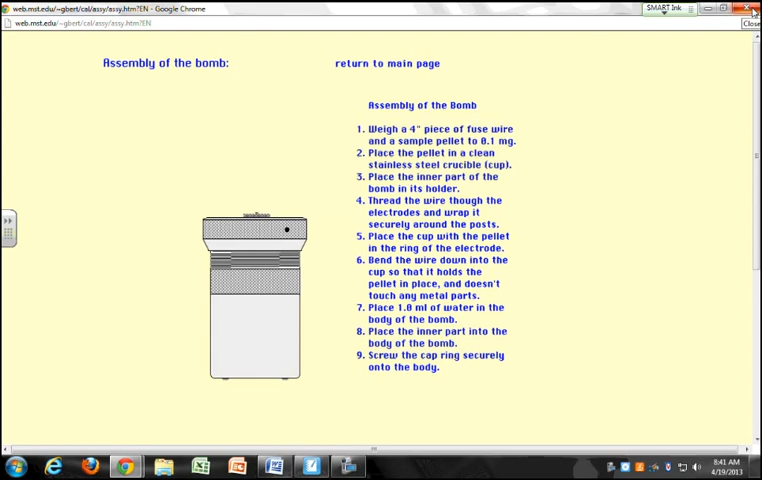 web.mst.edu/~gbert/cal/assy/assy.htm?EN - Google Chrome
SMART Ink
web.mst.edu/~gbert/cal/assy/assy.htm?EN
Close
Assembly of the bomb:
return to main page
Assembly of the Bomb
1. Weigh a 4" piece of fuse wire
and a sample pellet to 0.1 mg.
2. Place the pellet in a clean
stainless steel crucible (cup).
3. Place the inner part of the
bomb in its holder.
4. Thread the wire though the
electrodes and wrap it
securely around the posts.
5. Place the cup with the pellet
in the ring of the electrode.
6. Bend the wire down into the
cup so that it holds the
pellet in place, and doesn't
touch any metal parts.
7. Place 1.0 ml of water in the
body of the bomb.
8. Place the inner part into the
body of the bomb.
9. Screw the cap ring securely
onto the body.
8:41 AM
4/19/2013